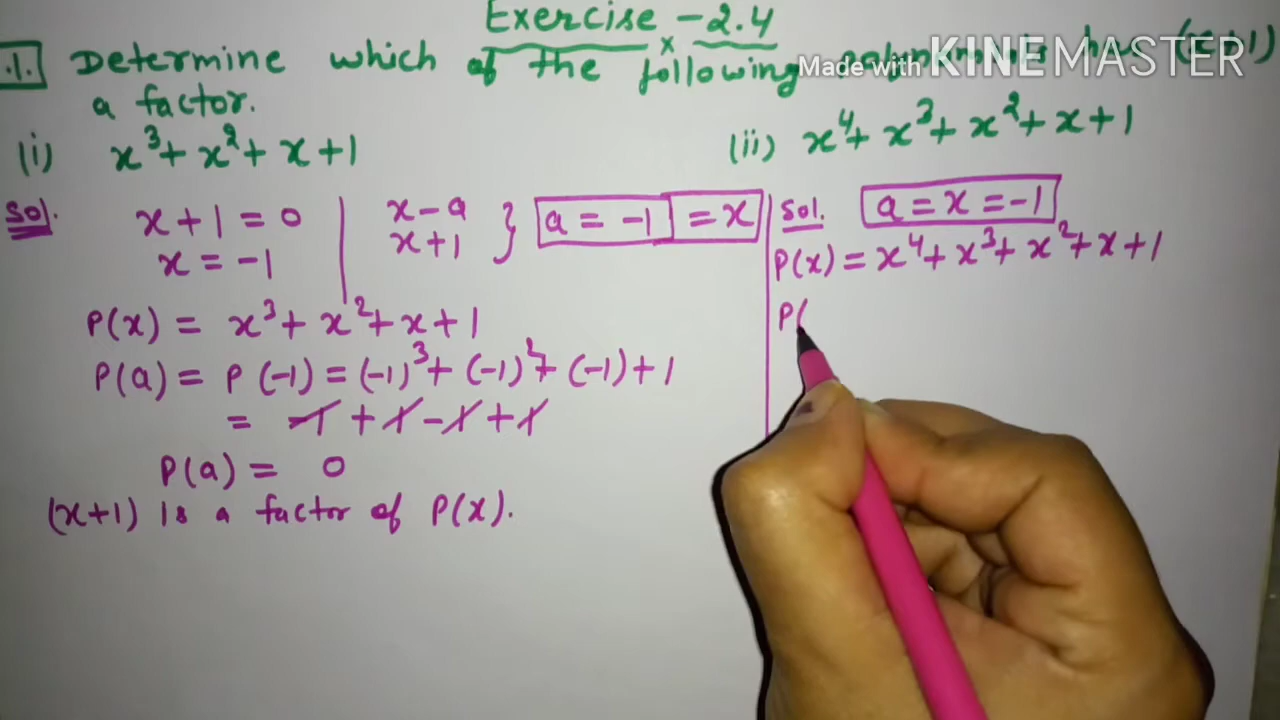 Exercise - 2.4
.1. Determine which of the following (x+1)
Made with KINEMASTER
a factor.
(i) x³ + x² + x + 1
(ii) x⁴ + x³ + x² + x + 1
Sol. x + 1 = 0 | x - a } a = -1 = x
x = -1 | x + 1
P(x) = x³ + x² + x + 1
P(a) = P(-1) = (-1)³ + (-1)² + (-1) + 1
= -1 + 1 - 1 + 1
P(a) = 0
(x+1) is a factor of P(x).
Sol. a = x = -1
P(x) = x⁴ + x³ + x² + x + 1
P(